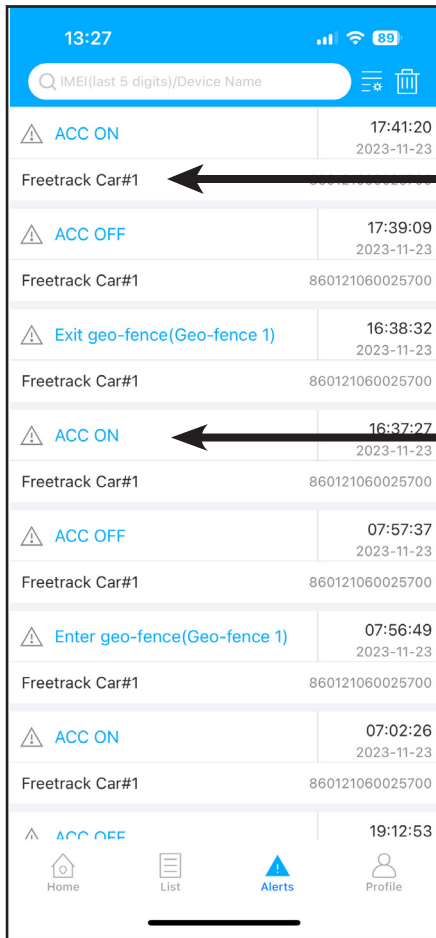 13:27
89
IMEI(last 5 digits)/Device Name
ACC ON
17:41:20
2023-11-23
Freetrack Car#1
ACC OFF
17:39:09
2023-11-23
Freetrack Car#1
860121060025700
Exit geo-fence(Geo-fence 1)
16:38:32
2023-11-23
Freetrack Car#1
860121060025700
ACC ON
16:37:27
2023-11-23
Freetrack Car#1
860121060025700
ACC OFF
07:57:37
2023-11-23
Freetrack Car#1
860121060025700
Enter geo-fence(Geo-fence 1)
07:56:49
2023-11-23
Freetrack Car#1
860121060025700
ACC ON
07:02:26
2023-11-23
Freetrack Car#1
860121060025700
ACC OFF
19:12:53
Home
List
Alerts
Profile